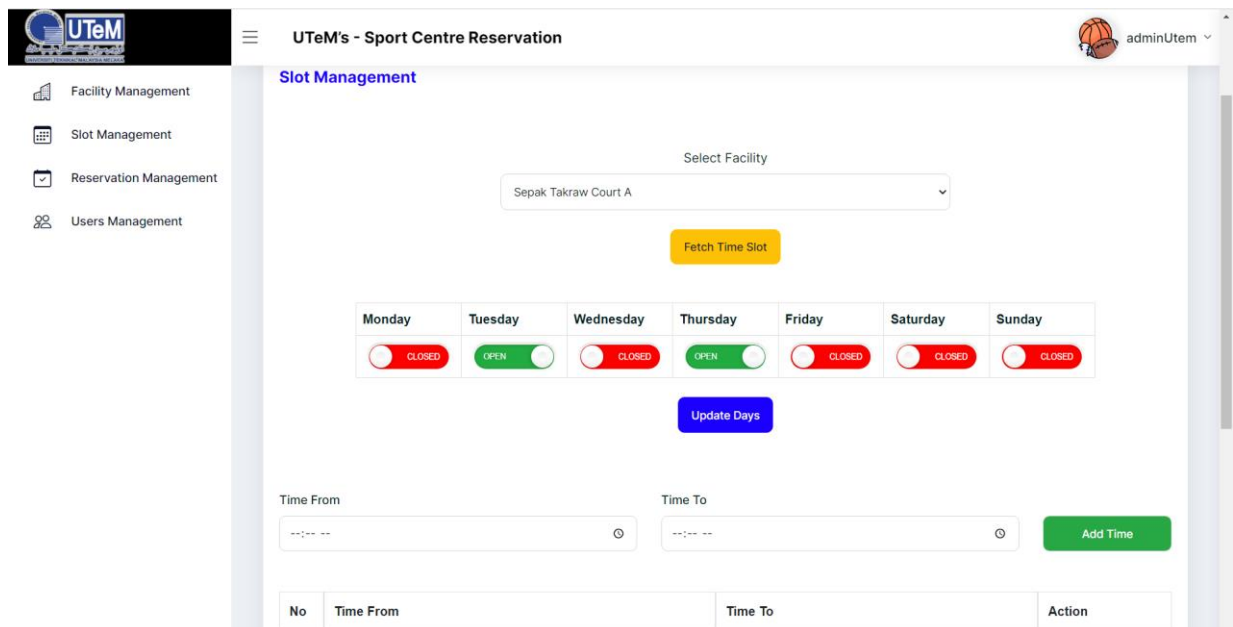 UTeM
UTeM's - Sport Centre Reservation
adminUtem
Facility Management
Slot Management
Reservation Management
Users Management
Slot Management
Select Facility
Sepak Takraw Court A
Fetch Time Slot
Monday Tuesday Wednesday Thursday Friday Saturday Sunday
CLOSED OPEN CLOSED OPEN CLOSED CLOSED CLOSED
Update Days
Time From Time To
--:-- -- --:-- -- Add Time
No Time From Time To Action